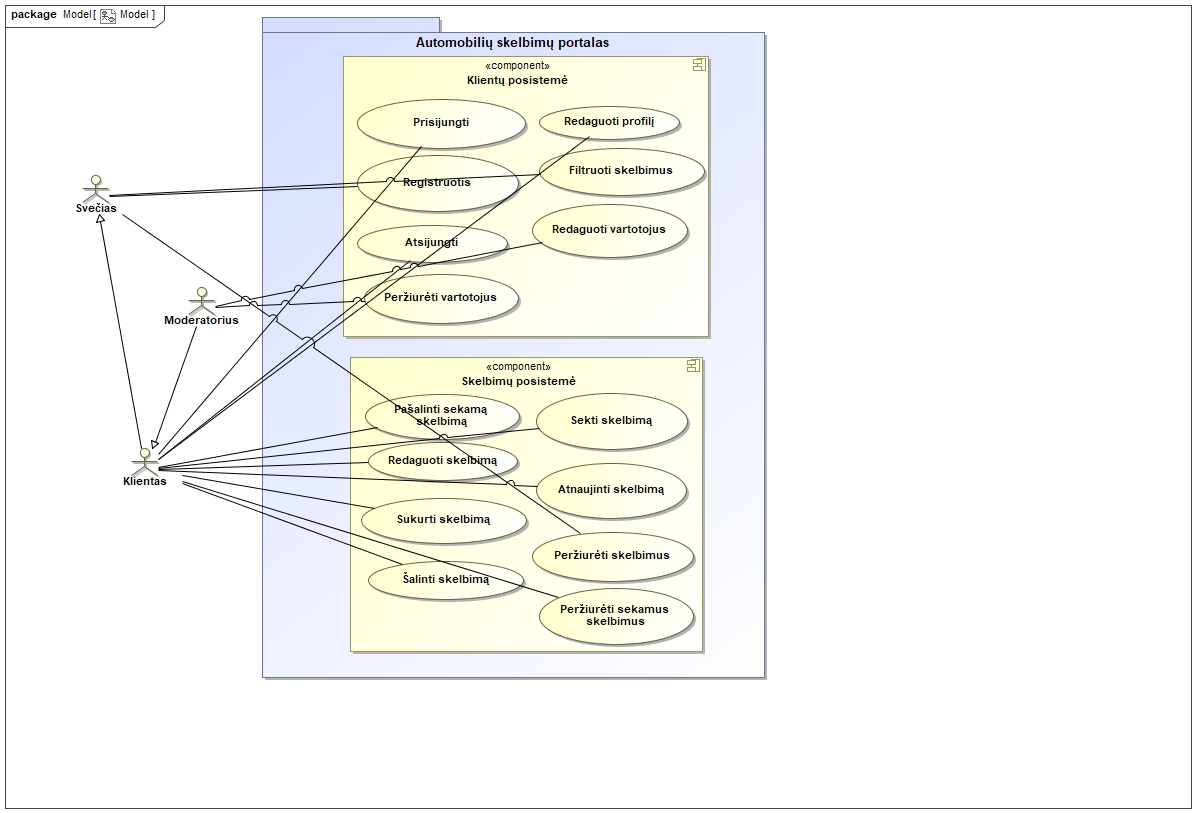 package Model [ Model ]
Automobilių skelbimų portalas
«component»
Klientų posistemė
Prisijungti
Redaguoti profilį
Registruotis
Filtruoti skelbimus
Atsijungti
Redaguoti vartotojus
Peržiurėti vartotojus
Svečias
Moderatorius
Klientas
«component»
Skelbimų posistemė
Pašalinti sekamą
skelbimą
Sekti skelbimą
Redaguoti skelbimą
Atnaujinti skelbimą
Sukurti skelbimą
Peržiurėti skelbimus
Šalinti skelbimą
Peržiurėti sekamus
skelbimus